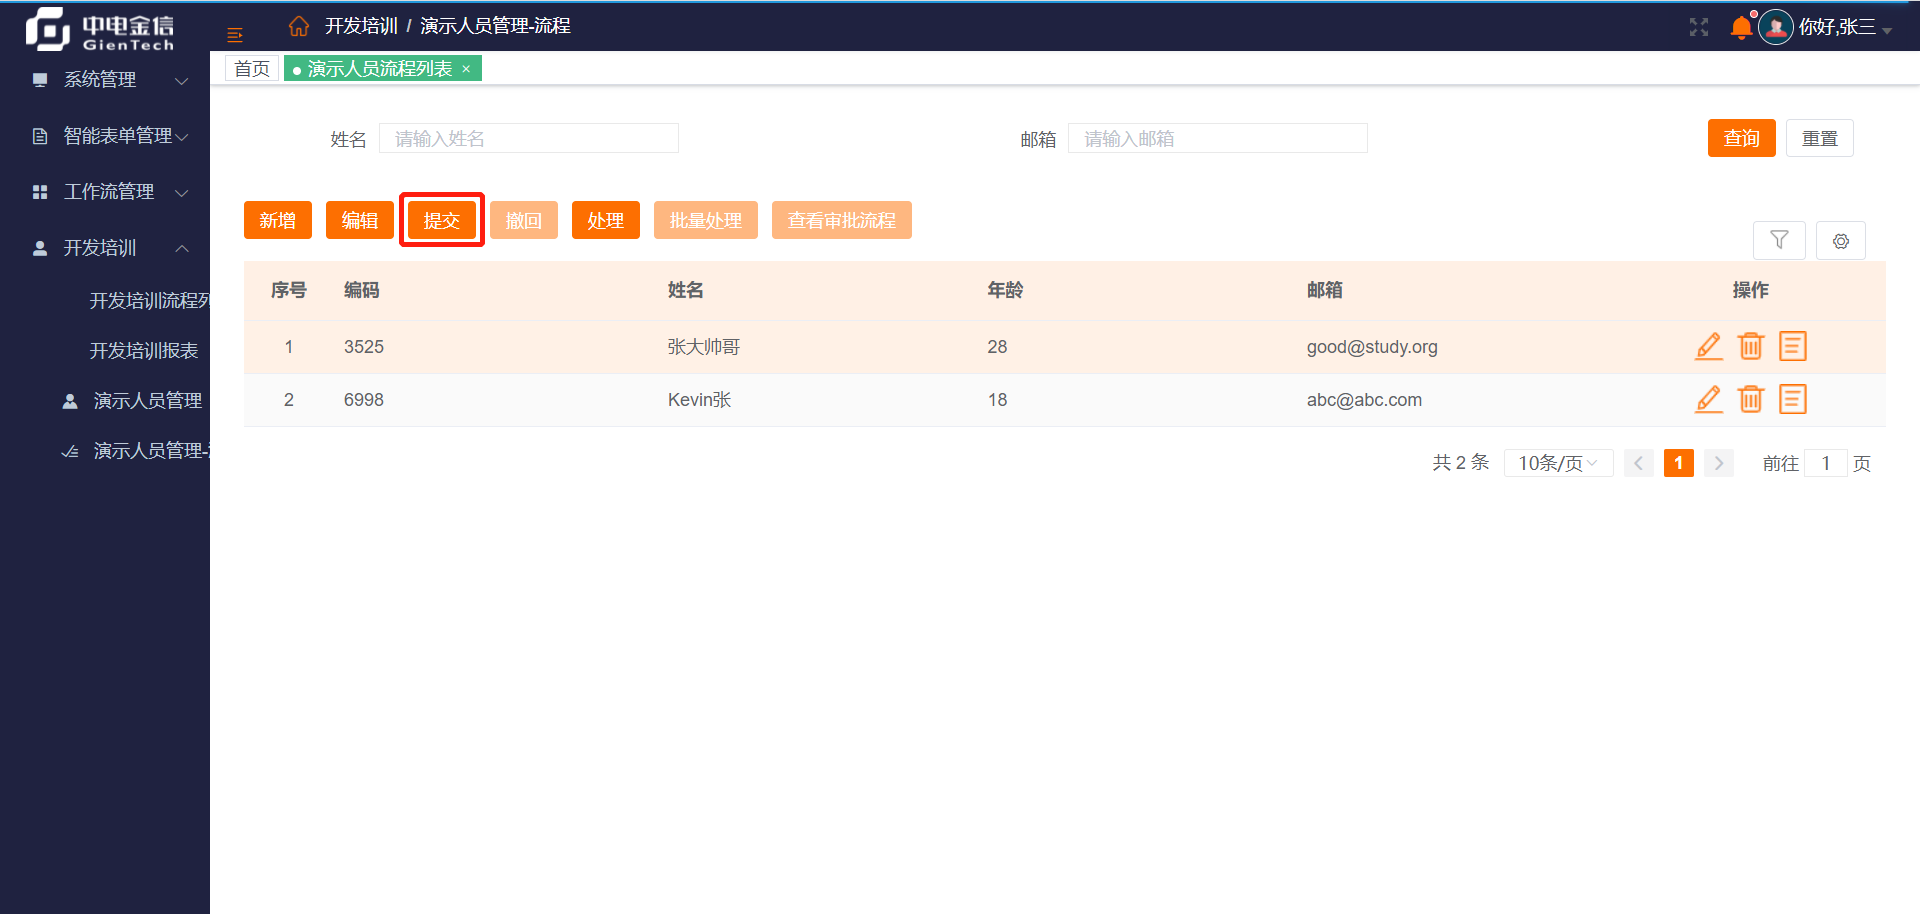 中电金信
GienTech
开发培训 / 演示人员管理-流程
你好,张三
首页
演示人员流程列表 ×
系统管理
智能表单管理
工作流管理
开发培训
开发培训流程列
开发培训报表
演示人员管理
演示人员管理-
姓名 请输入姓名
邮箱 请输入邮箱
查询 重置
新增 编辑 提交 撤回 处理 批量处理 查看审批流程
序号 编码 姓名 年龄 邮箱 操作
1 3525 张大帅哥 28 good@study.org
2 6998 Kevin张 18 abc@abc.com
共 2 条 10条/页 1 前往 1 页